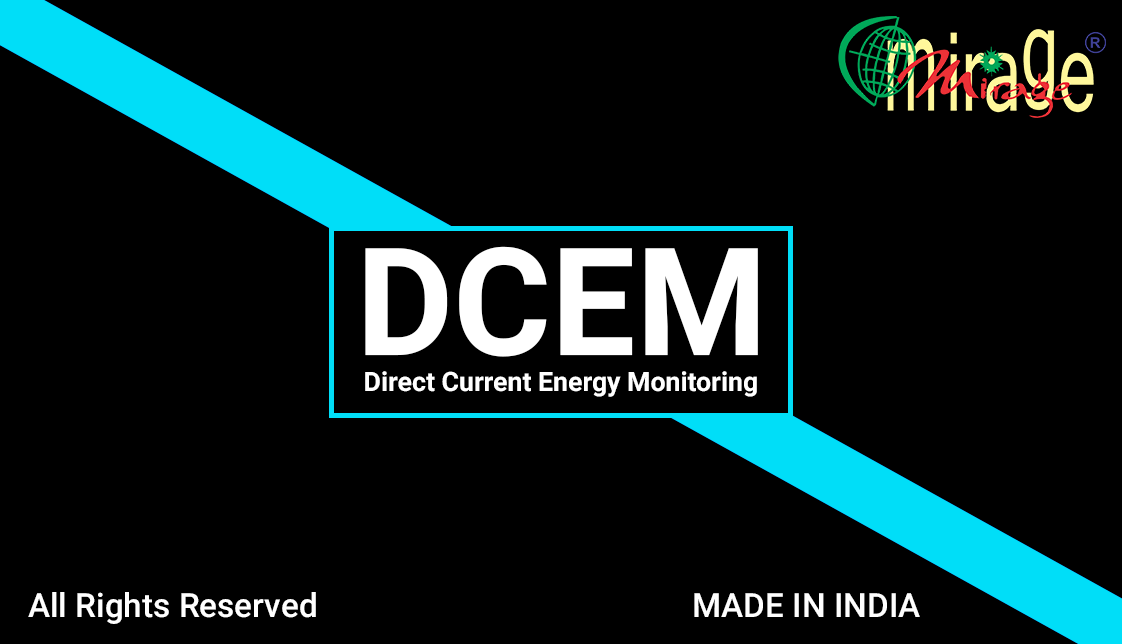 mirage
Mirage
®
DCEM
Direct Current Energy Monitoring
All Rights Reserved
MADE IN INDIA